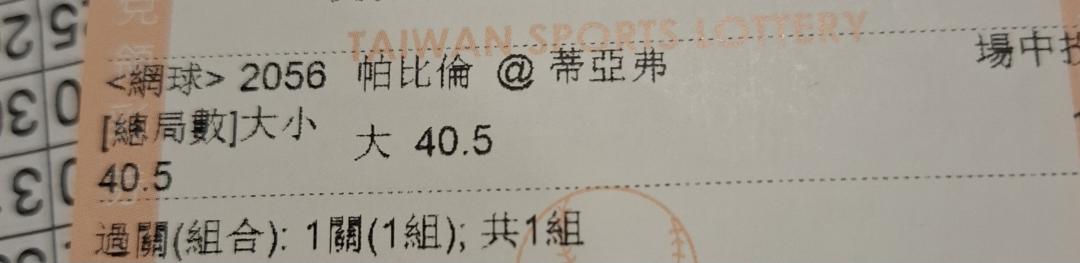 TAIWAN SPORTS LOTTERY
<網球> 2056 帕比倫 @ 蒂亞弗 場中投
[總局數]大小
大 40.5
40.5
過關(組合): 1關(1組); 共1組